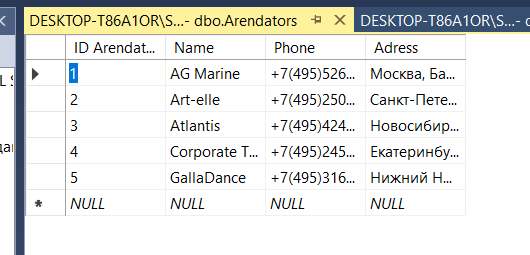 DESKTOP-T86A1OR\S...- dbo.Arendators DESKTOP-T86A1OR\S...- d
ID Arendat... Name Phone Adress
1 AG Marine +7(495)526... Москва, Ба...
2 Art-elle +7(495)250... Санкт-Пете...
3 Atlantis +7(495)424... Новосибир...
4 Corporate T... +7(495)245... Екатеринбу...
5 GallaDance +7(495)316... Нижний Н...
* NULL NULL NULL NULL